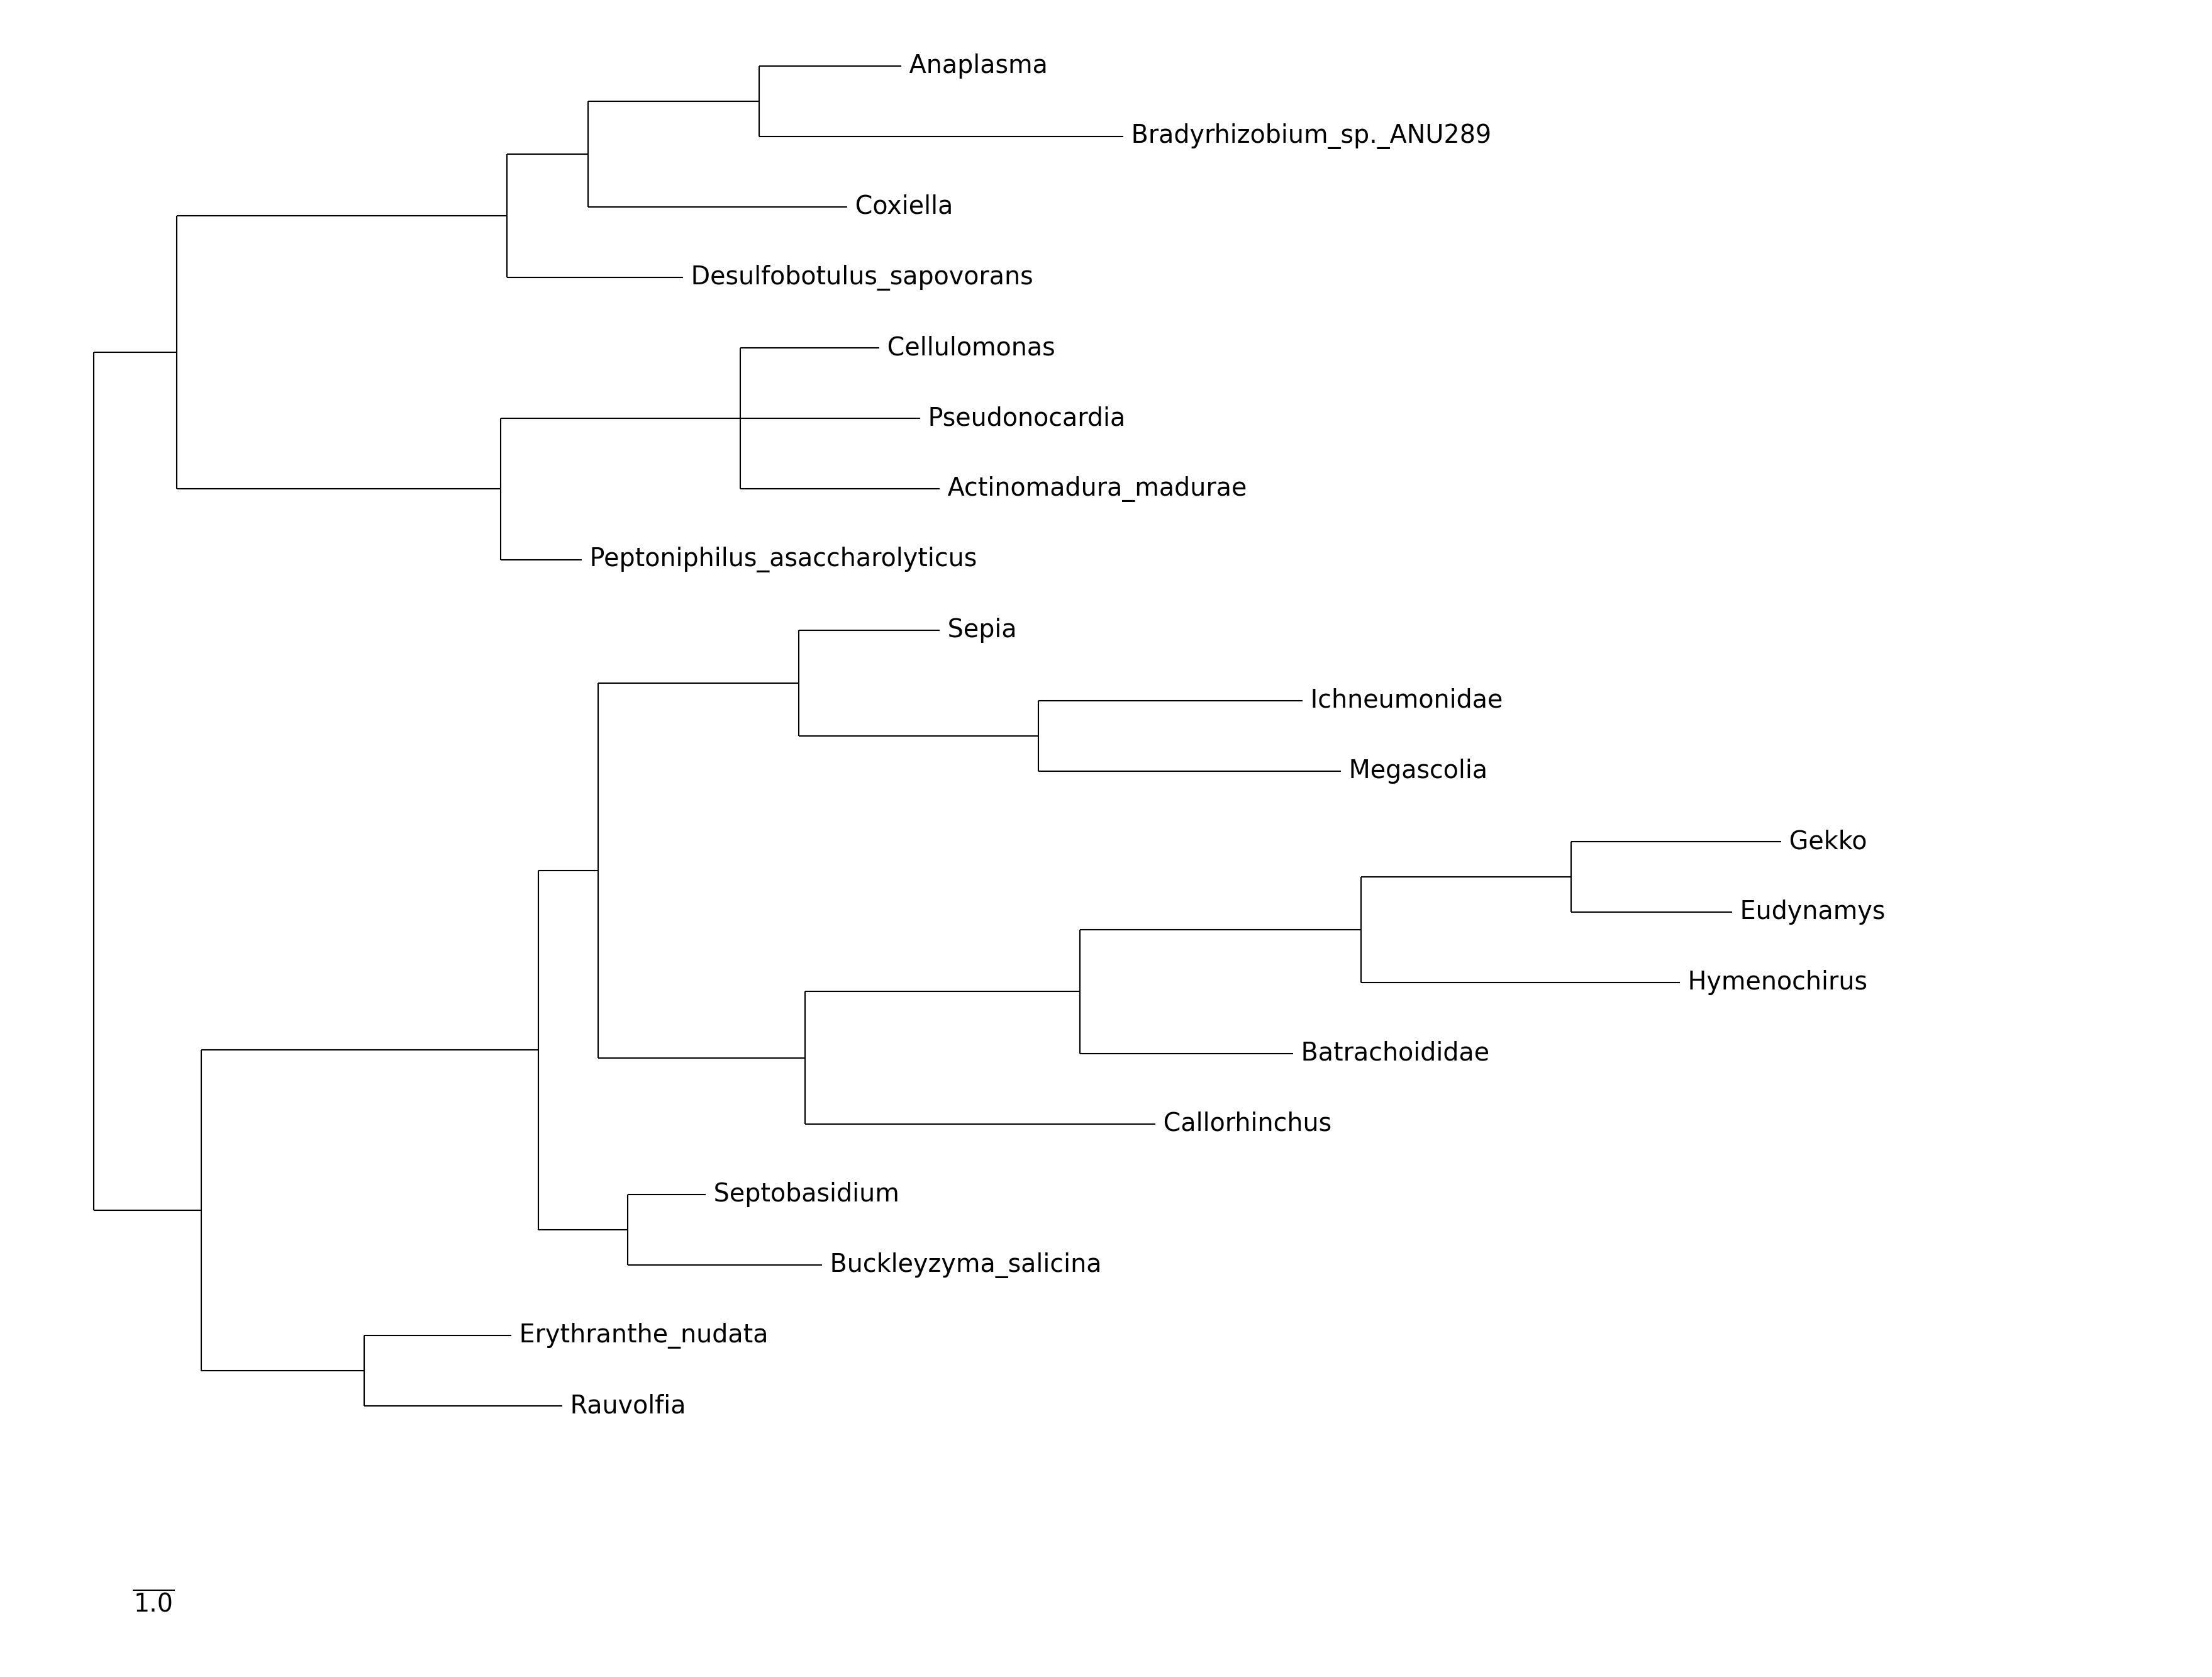 Anaplasma
Bradyrhizobium_sp._ANU289
Coxiella
Desulfobotulus_sapovorans
Cellulomonas
Pseudonocardia
Actinomadura_madurae
Peptoniphilus_asaccharolyticus
Sepia
Ichneumonidae
Megascolia
Gekko
Eudynamys
Hymenochirus
Batrachoididae
Callorhinchus
Septobasidium
Buckleyzyma_salicina
Erythranthe_nudata
Rauvolfia
1.0